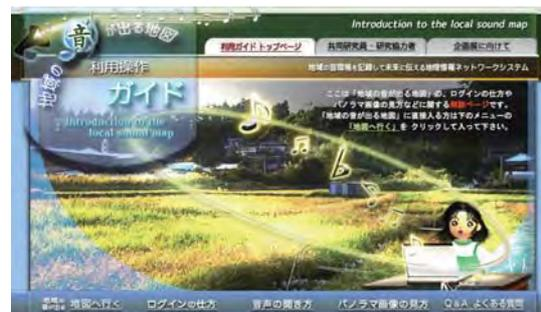 地域の音が出る地図
Introduction to the local sound map
利用ガイドトップページ
共同研究員・研究協力者
企画展に向けて
利用操作
ガイド
Introduction to the
local sound map
地域の音環境を記録して未来に伝える地理情報ネットワークシステム
ここは「地域の音が出る地図」の、ログインの仕方や
パノラマ画像の見方などに関する解説ページです。
「地域の音が出る地図」に直接入る方は下のメニューの
「地図へ行く」を クリックして入って下さい。
地域の音が出る 地図へ行く
ログインの仕方
音声の聞き方
パノラマ画像の見方
Q&A よくある質問